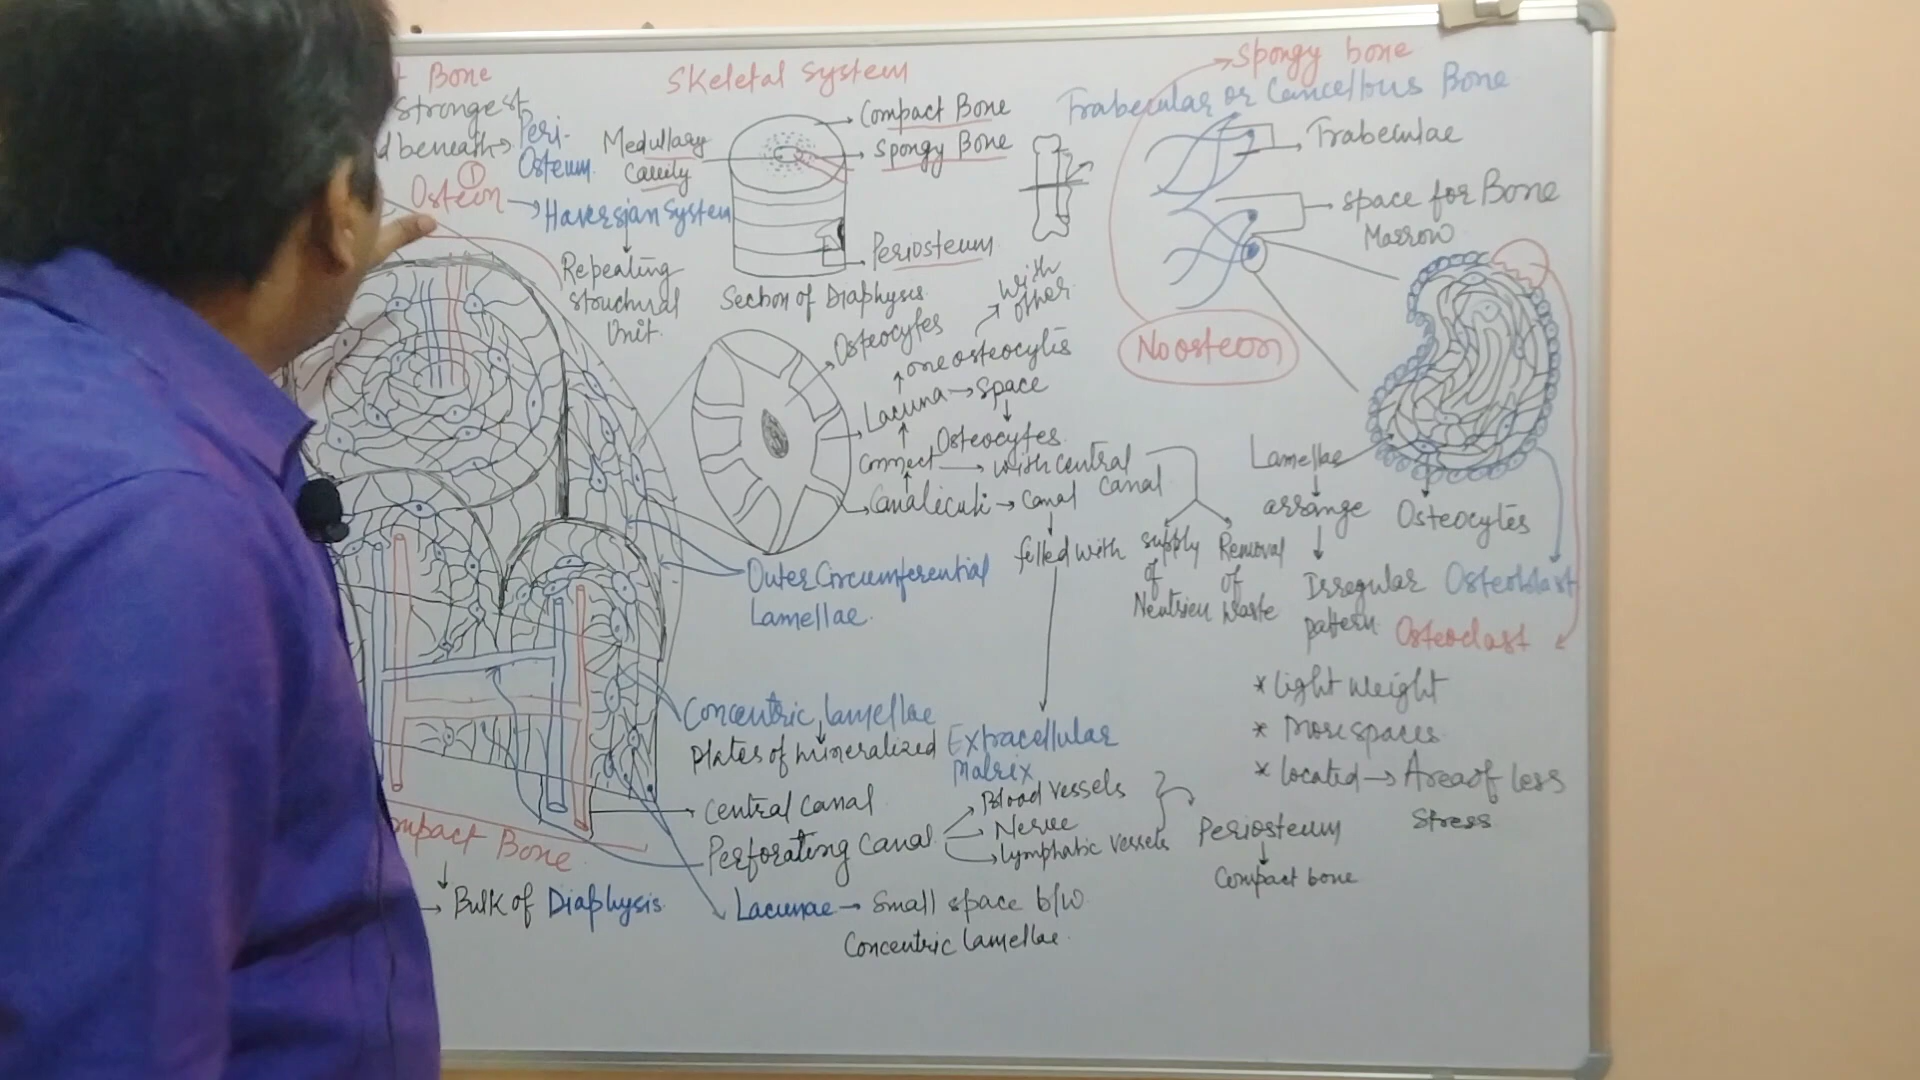 t Bone
Strongest
d beneath → Peri-
Osteum
① Osteon → Haversian System
Repeating
Structural
Unit.
Skeletal System
Medullary
Cavity
Compact Bone
Spongy Bone
Periosteum
Section of Diaphysis
Osteocytes
with
other
one osteocytes
Lacuna → Space
Osteocytes
Connect → with central
canal
Canaliculi → Canal
filled with
supply
of
Removal
of
Waste
Outer Circumferential
Lamellae
Concentric lamellae
Plates of mineralized Extracellular
Matrix
Central Canal
Perforating Canal
Blood vessels
Nerve
Lymphatic vessels
Periosteum
Compact bone
Lacunae → Small space b/w
Concentric lamellae
ompact Bone
→ Bulk of Diaphysis
Spongy bone
Trabecular or Cancellous Bone
Trabeculae
space for Bone
Marrow
No osteon
Lamellae
arrange
Irregular
pattern
Osteocytes
Osteoblast
Osteoclast
* Light Weight
* More spaces
* Located → Area of less
Stress